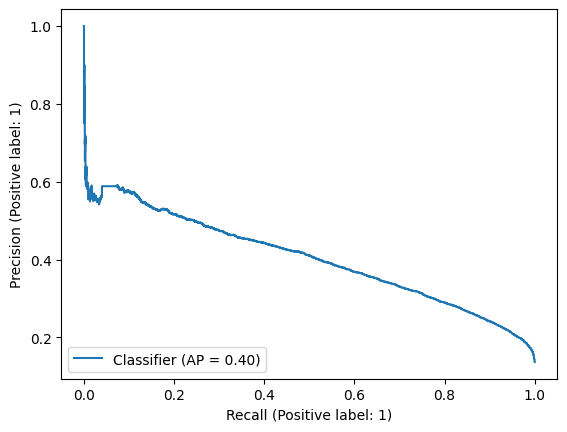 1.0
0.8
0.6
0.4
0.2
Precision (Positive label: 1)
Classifier (AP = 0.40)
0.0 0.2 0.4 0.6 0.8 1.0
Recall (Positive label: 1)